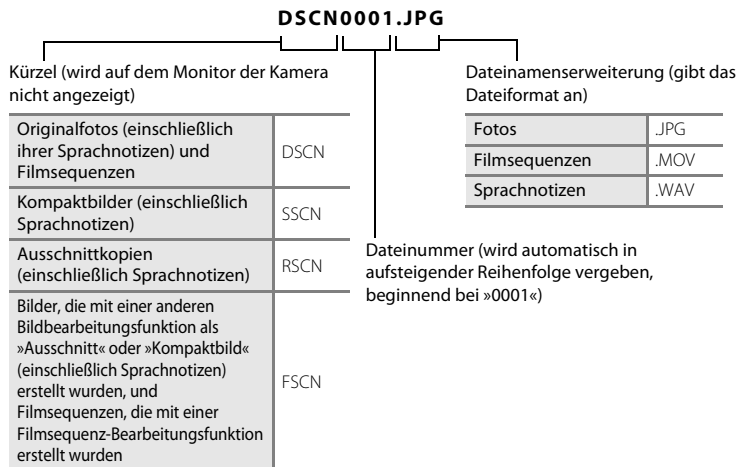 DSCN0001.JPG
Kürzel (wird auf dem Monitor der Kamera
nicht angezeigt)
Originalfotos (einschließlich
ihrer Sprachnotizen) und
Filmsequenzen
DSCN
Kompaktbilder (einschließlich
Sprachnotizen)
SSCN
Ausschnittkopien
(einschließlich Sprachnotizen)
RSCN
Bilder, die mit einer anderen
Bildbearbeitungsfunktion als
»Ausschnitt« oder »Kompaktbild«
(einschließlich Sprachnotizen)
erstellt wurden, und
Filmsequenzen, die mit einer
Filmsequenz-Bearbeitungsfunktion
erstellt wurden
FSCN
Dateinamenserweiterung (gibt das
Dateiformat an)
Fotos
.JPG
Filmsequenzen
.MOV
Sprachnotizen
.WAV
Dateinummer (wird automatisch in
aufsteigender Reihenfolge vergeben,
beginnend bei »0001«)